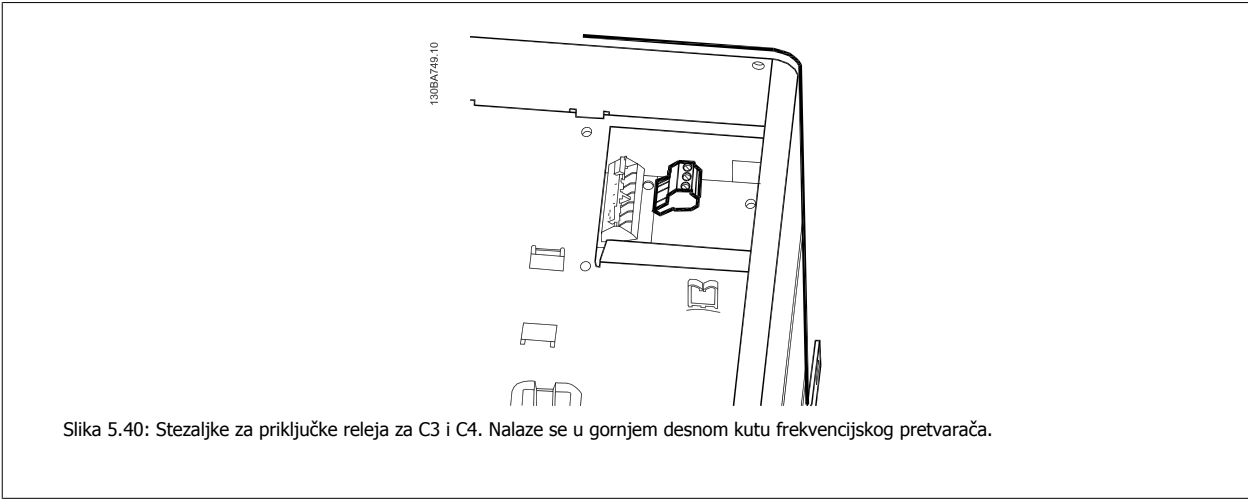 130BA749.10
Slika 5.40: Stezaljke za priključke releja za C3 i C4. Nalaze se u gornjem desnom kutu frekvencijskog pretvarača.